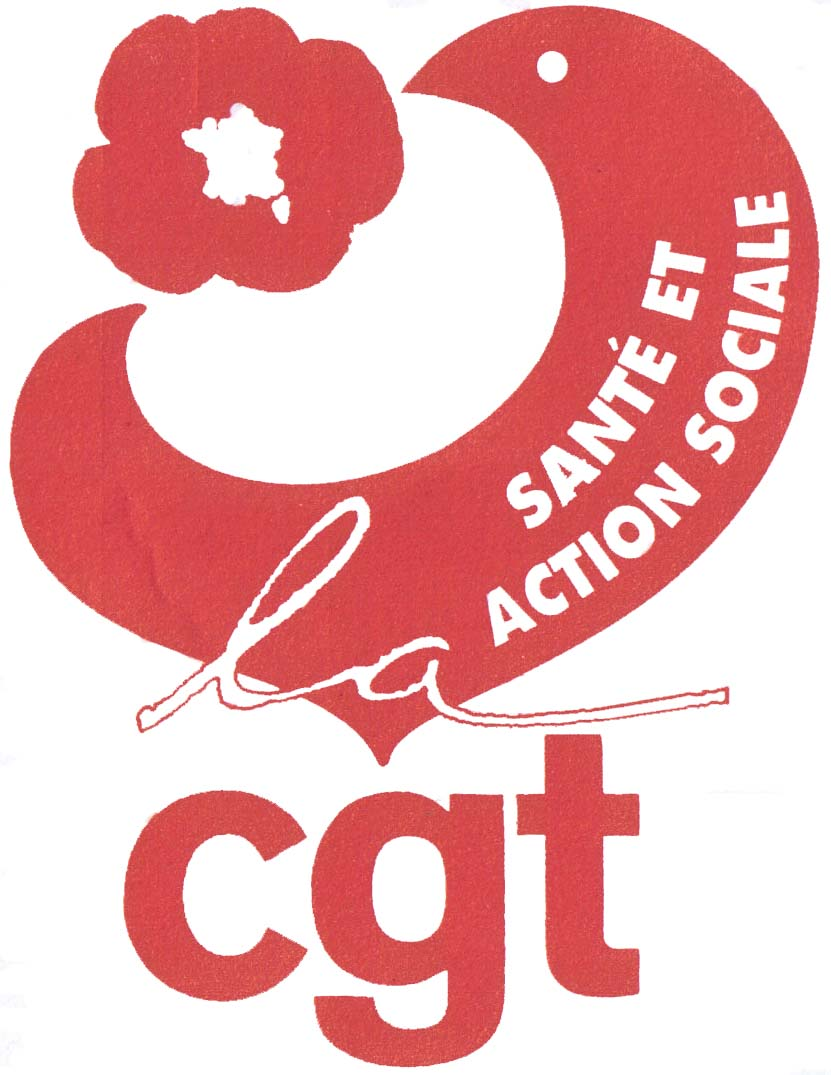 SANTÉ ET
ACTION SOCIALE
la
cgt